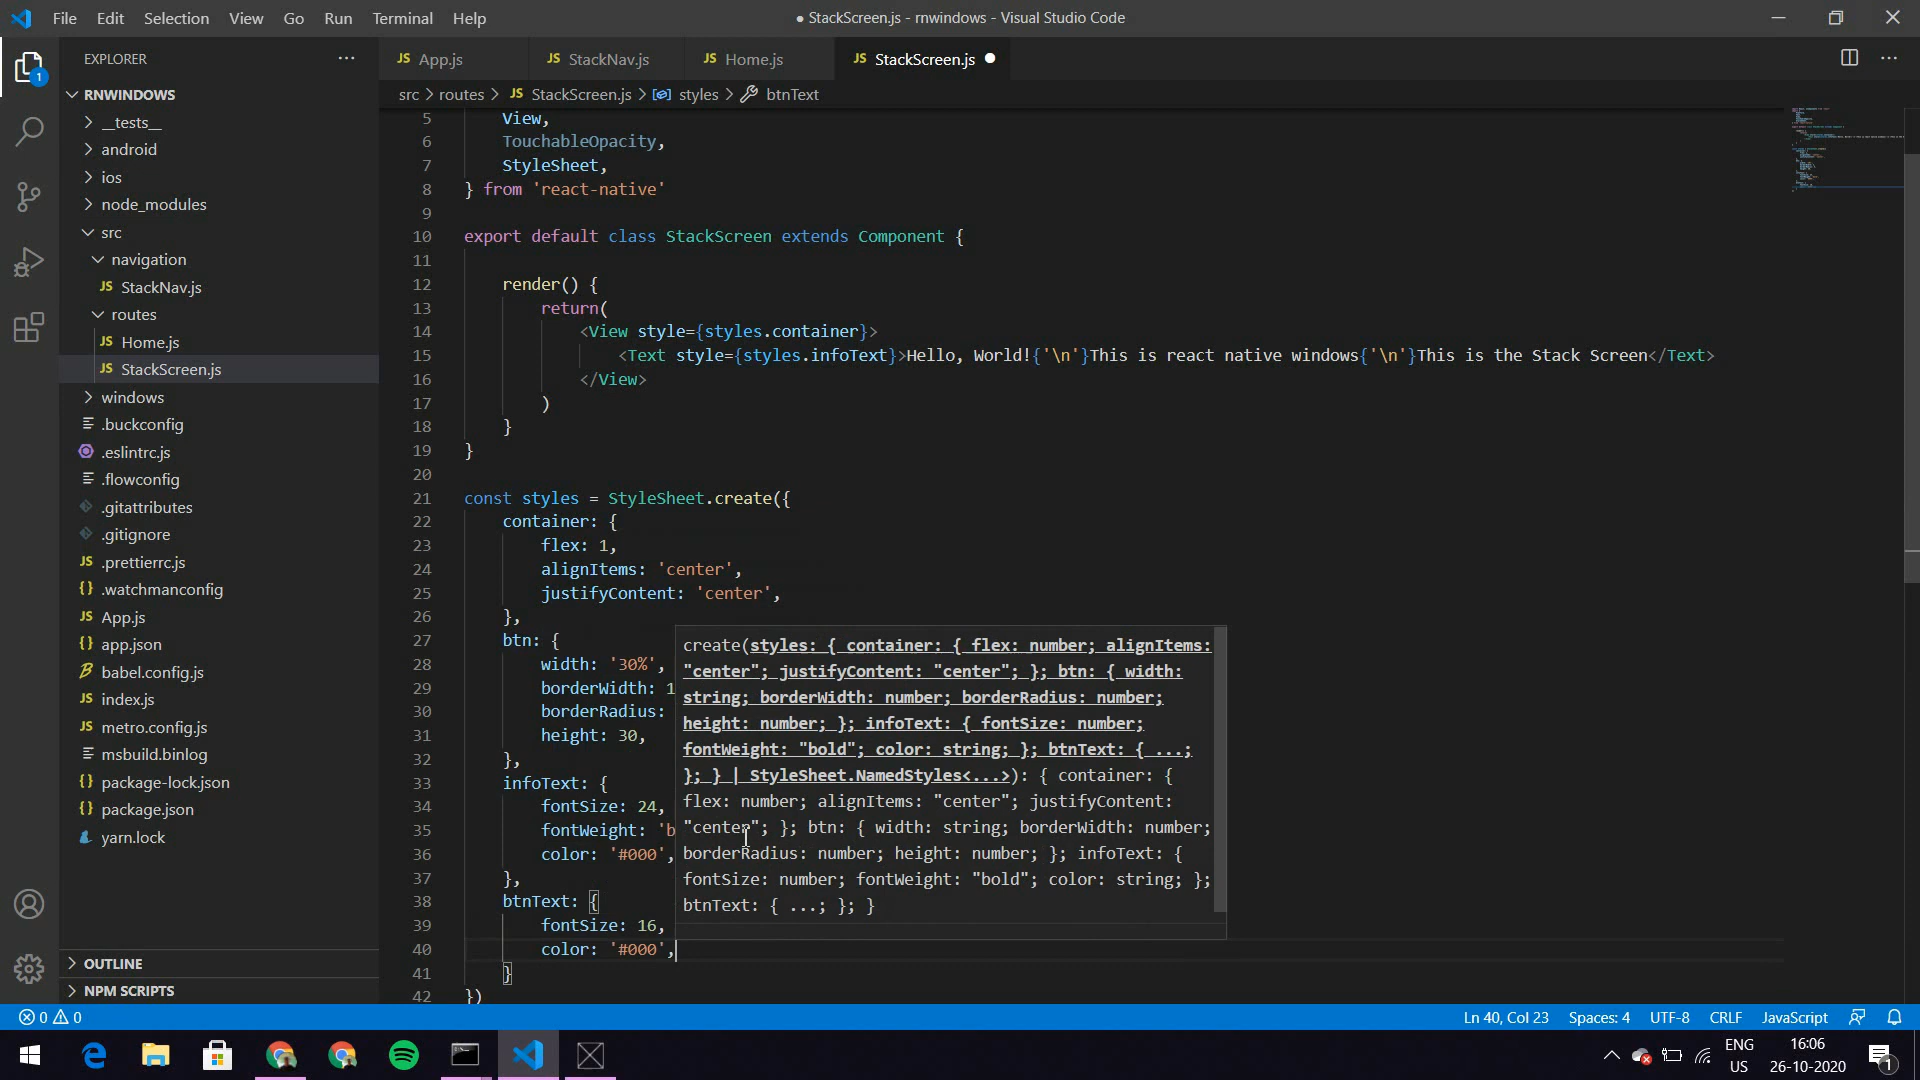 File Edit Selection View Go Run Terminal Help
● StackScreen.js - rnwindows - Visual Studio Code
EXPLORER ···
JS App.js JS StackNav.js JS Home.js JS StackScreen.js ●
src > routes > JS StackScreen.js > styles > btnText
1
RNWINDOWS
__tests__
android
ios
node_modules
src
navigation
JS StackNav.js
routes
JS Home.js
JS StackScreen.js
windows
.buckconfig
.eslintrc.js
.flowconfig
.gitattributes
.gitignore
JS .prettierrc.js
{} .watchmanconfig
JS App.js
{} app.json
babel.config.js
JS index.js
JS metro.config.js
msbuild.binlog
{} package-lock.json
{} package.json
yarn.lock
OUTLINE
NPM SCRIPTS
5 View,
6 TouchableOpacity,
7 StyleSheet,
8 } from 'react-native'
9
10 export default class StackScreen extends Component {
11
12 render() {
13 return(
14 <View style={styles.container}>
15 <Text style={styles.infoText}>Hello, World!{'\n'}This is react native windows{'\n'}This is the Stack Screen</Text>
16 </View>
17 )
18 }
19 }
20
21 const styles = StyleSheet.create({
22 container: {
23 flex: 1,
24 alignItems: 'center',
25 justifyContent: 'center',
26 },
27 btn: {
28 width: '30%',
29 borderWidth: 1
30 borderRadius:
31 height: 30,
32 },
33 infoText: {
34 fontSize: 24,
35 fontWeight: 'b
36 color: '#000',
37 },
38 btnText: {
39 fontSize: 16,
40 color: '#000',
41 }
42 })
create(styles: { container: { flex: number; alignItems:
"center"; justifyContent: "center"; }; btn: { width:
string; borderWidth: number; borderRadius: number;
height: number; }; infoText: { fontSize: number;
fontWeight: "bold"; color: string; }; btnText: { ...;
}; } | StyleSheet.NamedStyles<...>): { container: {
flex: number; alignItems: "center"; justifyContent:
"center"; }; btn: { width: string; borderWidth: number;
borderRadius: number; height: number; }; infoText: {
fontSize: number; fontWeight: "bold"; color: string; };
btnText: { ...; }; }
0 0
Ln 40, Col 23 Spaces: 4 UTF-8 CRLF JavaScript
ENG
US
16:06
26-10-2020
1